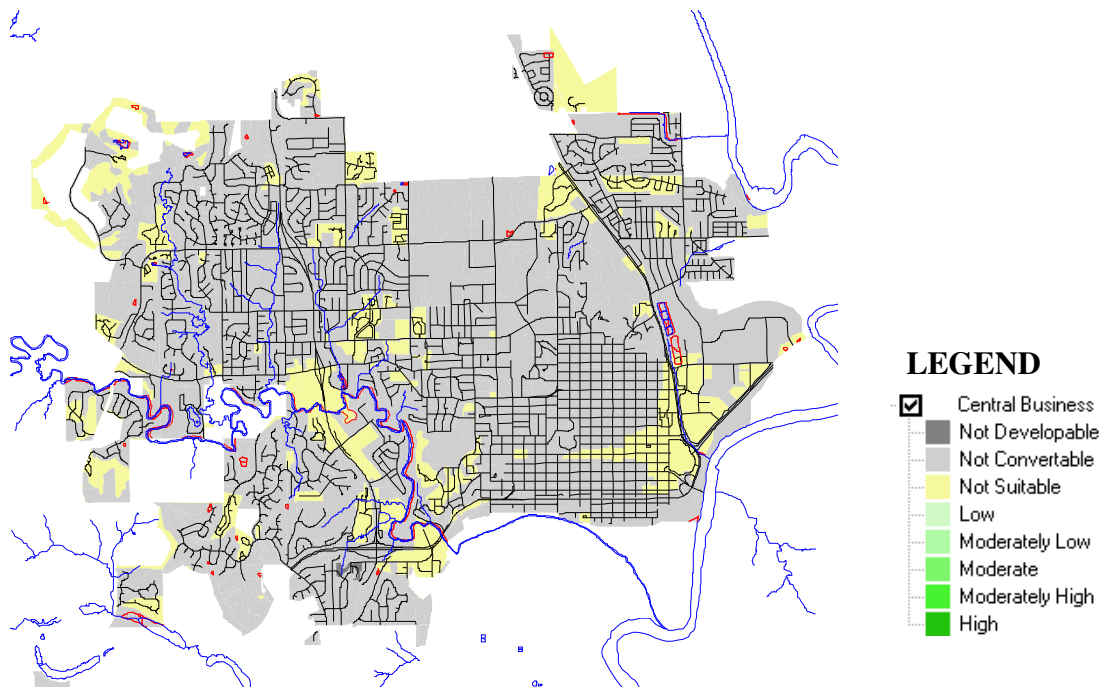 LEGEND
Central Business
Not Developable
Not Convertable
Not Suitable
Low
Moderately Low
Moderate
Moderately High
High